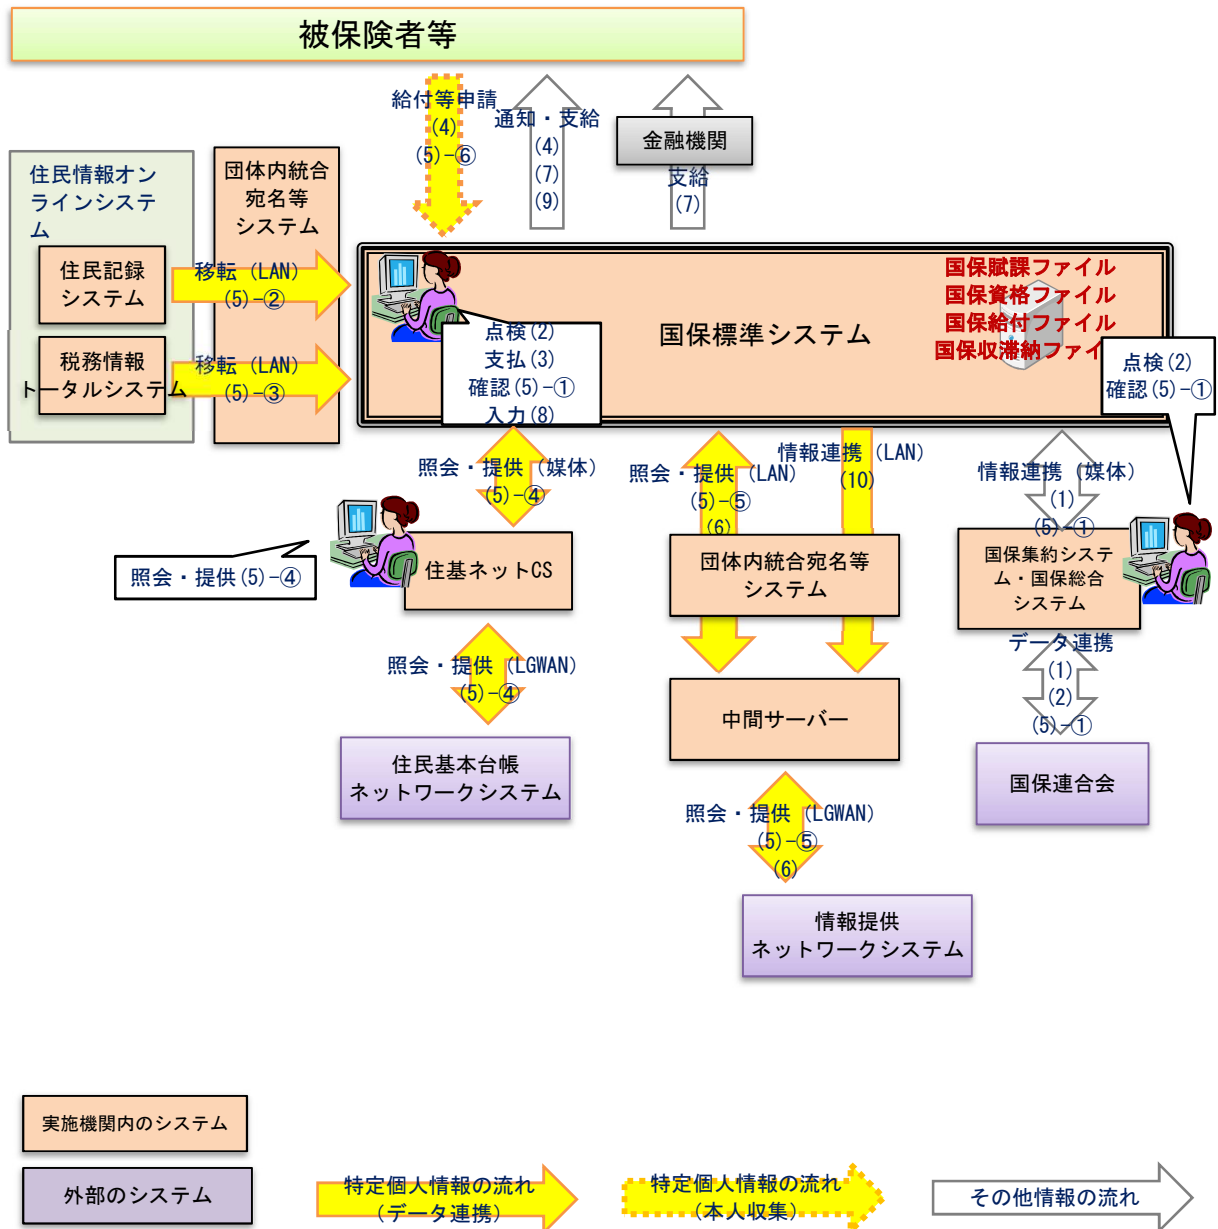 被保険者等
給付等申請
(4)
(5)-⑥
通知・支給
(4)
(7)
(9)
金融機関
支給
(7)
住民情報オン
ラインシステ
ム
団体内統合
宛名等
システム
住民記録
システム
移転（LAN）
(5)-②
税務情報
トータルシステム
移転（LAN）
(5)-③
点検(2)
支払(3)
確認(5)-①
入力(8)
国保標準システム
国保賦課ファイル
国保資格ファイル
国保給付ファイル
国保収滞納ファイ
点検(2)
確認(5)-①
照会・提供（媒体）
(5)-④
照会・提供（LAN）
(5)-⑤
(6)
情報連携（LAN）
(10)
情報連携（媒体）
(1)
(5)-①
照会・提供(5)-④
住基ネットCS
団体内統合宛名等
システム
国保集約システ
ム・国保総合
システム
照会・提供（LGWAN）
(5)-④
データ連携
(1)
(2)
(5)-①
中間サーバー
住民基本台帳
ネットワークシステム
国保連合会
照会・提供（LGWAN）
(5)-⑤
(6)
情報提供
ネットワークシステム
実施機関内のシステム
外部のシステム
特定個人情報の流れ
（データ連携）
特定個人情報の流れ
（本人収集）
その他情報の流れ